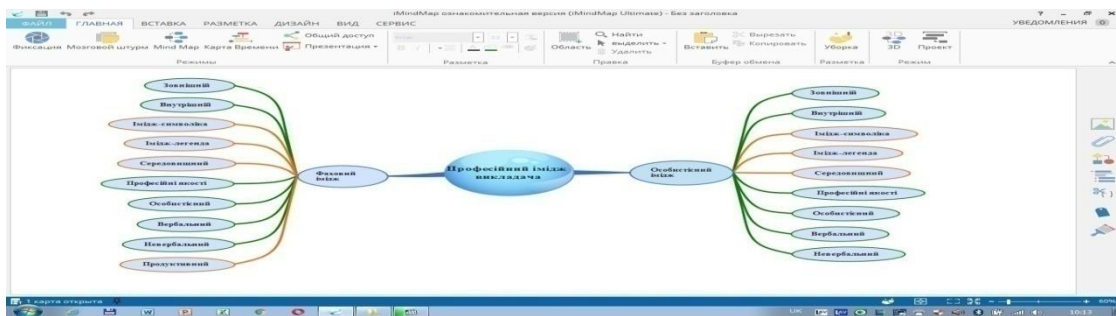 iMindMap ознакомительная версия (iMindMap Ultimate) - Без заголовка
ФАЙЛ ГЛАВНАЯ ВСТАВКА РАЗМЕТКА ДИЗАЙН ВИД СЕРВИС УВЕДОМЛЕНИЯ
Фиксация Мозговой штурм Mind Map Карта Времени
Общий доступ
Презентация
Область
Найти
выделить
Удалить
Вставить
Вырезать
Копировать
Уборка
3D Проект
Режимы Разметка Правка Буфер обмена Разметка Режим
Зовнішній
Внутрішній
Імідж-символіка
Імідж-легенда
Середовищний
Професійні якості
Особистісний
Вербальний
Невербальний
Продуктивний
Фаховий
імідж
Професійний імідж
викладача
Особистісний
імідж
Зовнішній
Внутрішній
Імідж-символіка
Імідж-легенда
Середовищний
Професійні якості
Особистісний
Вербальний
Невербальний
1 карта открыта
60%
UK 10:13